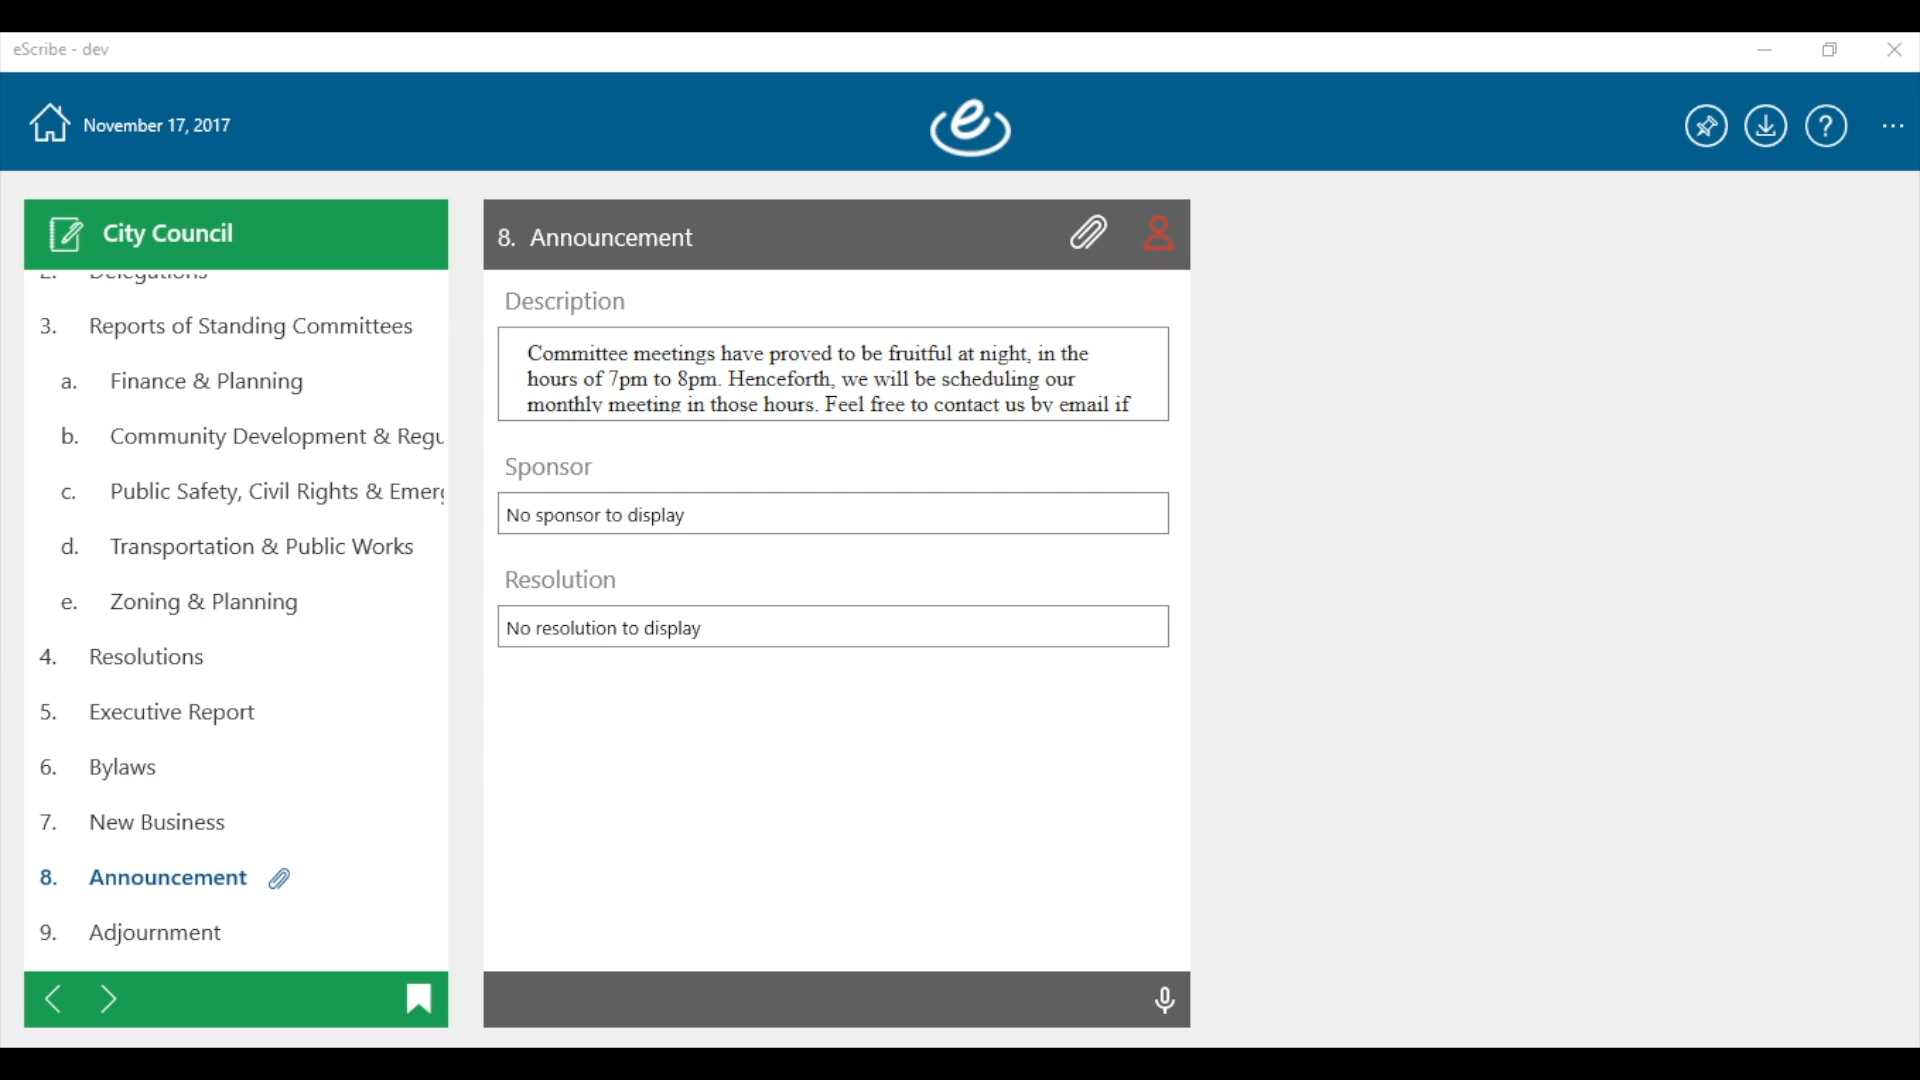 eScribe - dev
November 17, 2017
e
?
City Council
2. Delegations
3. Reports of Standing Committees
a. Finance & Planning
b. Community Development & Regu
c. Public Safety, Civil Rights & Emer
d. Transportation & Public Works
e. Zoning & Planning
4. Resolutions
5. Executive Report
6. Bylaws
7. New Business
8. Announcement
9. Adjournment
8. Announcement
Description
Committee meetings have proved to be fruitful at night, in the
hours of 7pm to 8pm. Henceforth, we will be scheduling our
monthly meeting in those hours. Feel free to contact us by email if
Sponsor
No sponsor to display
Resolution
No resolution to display